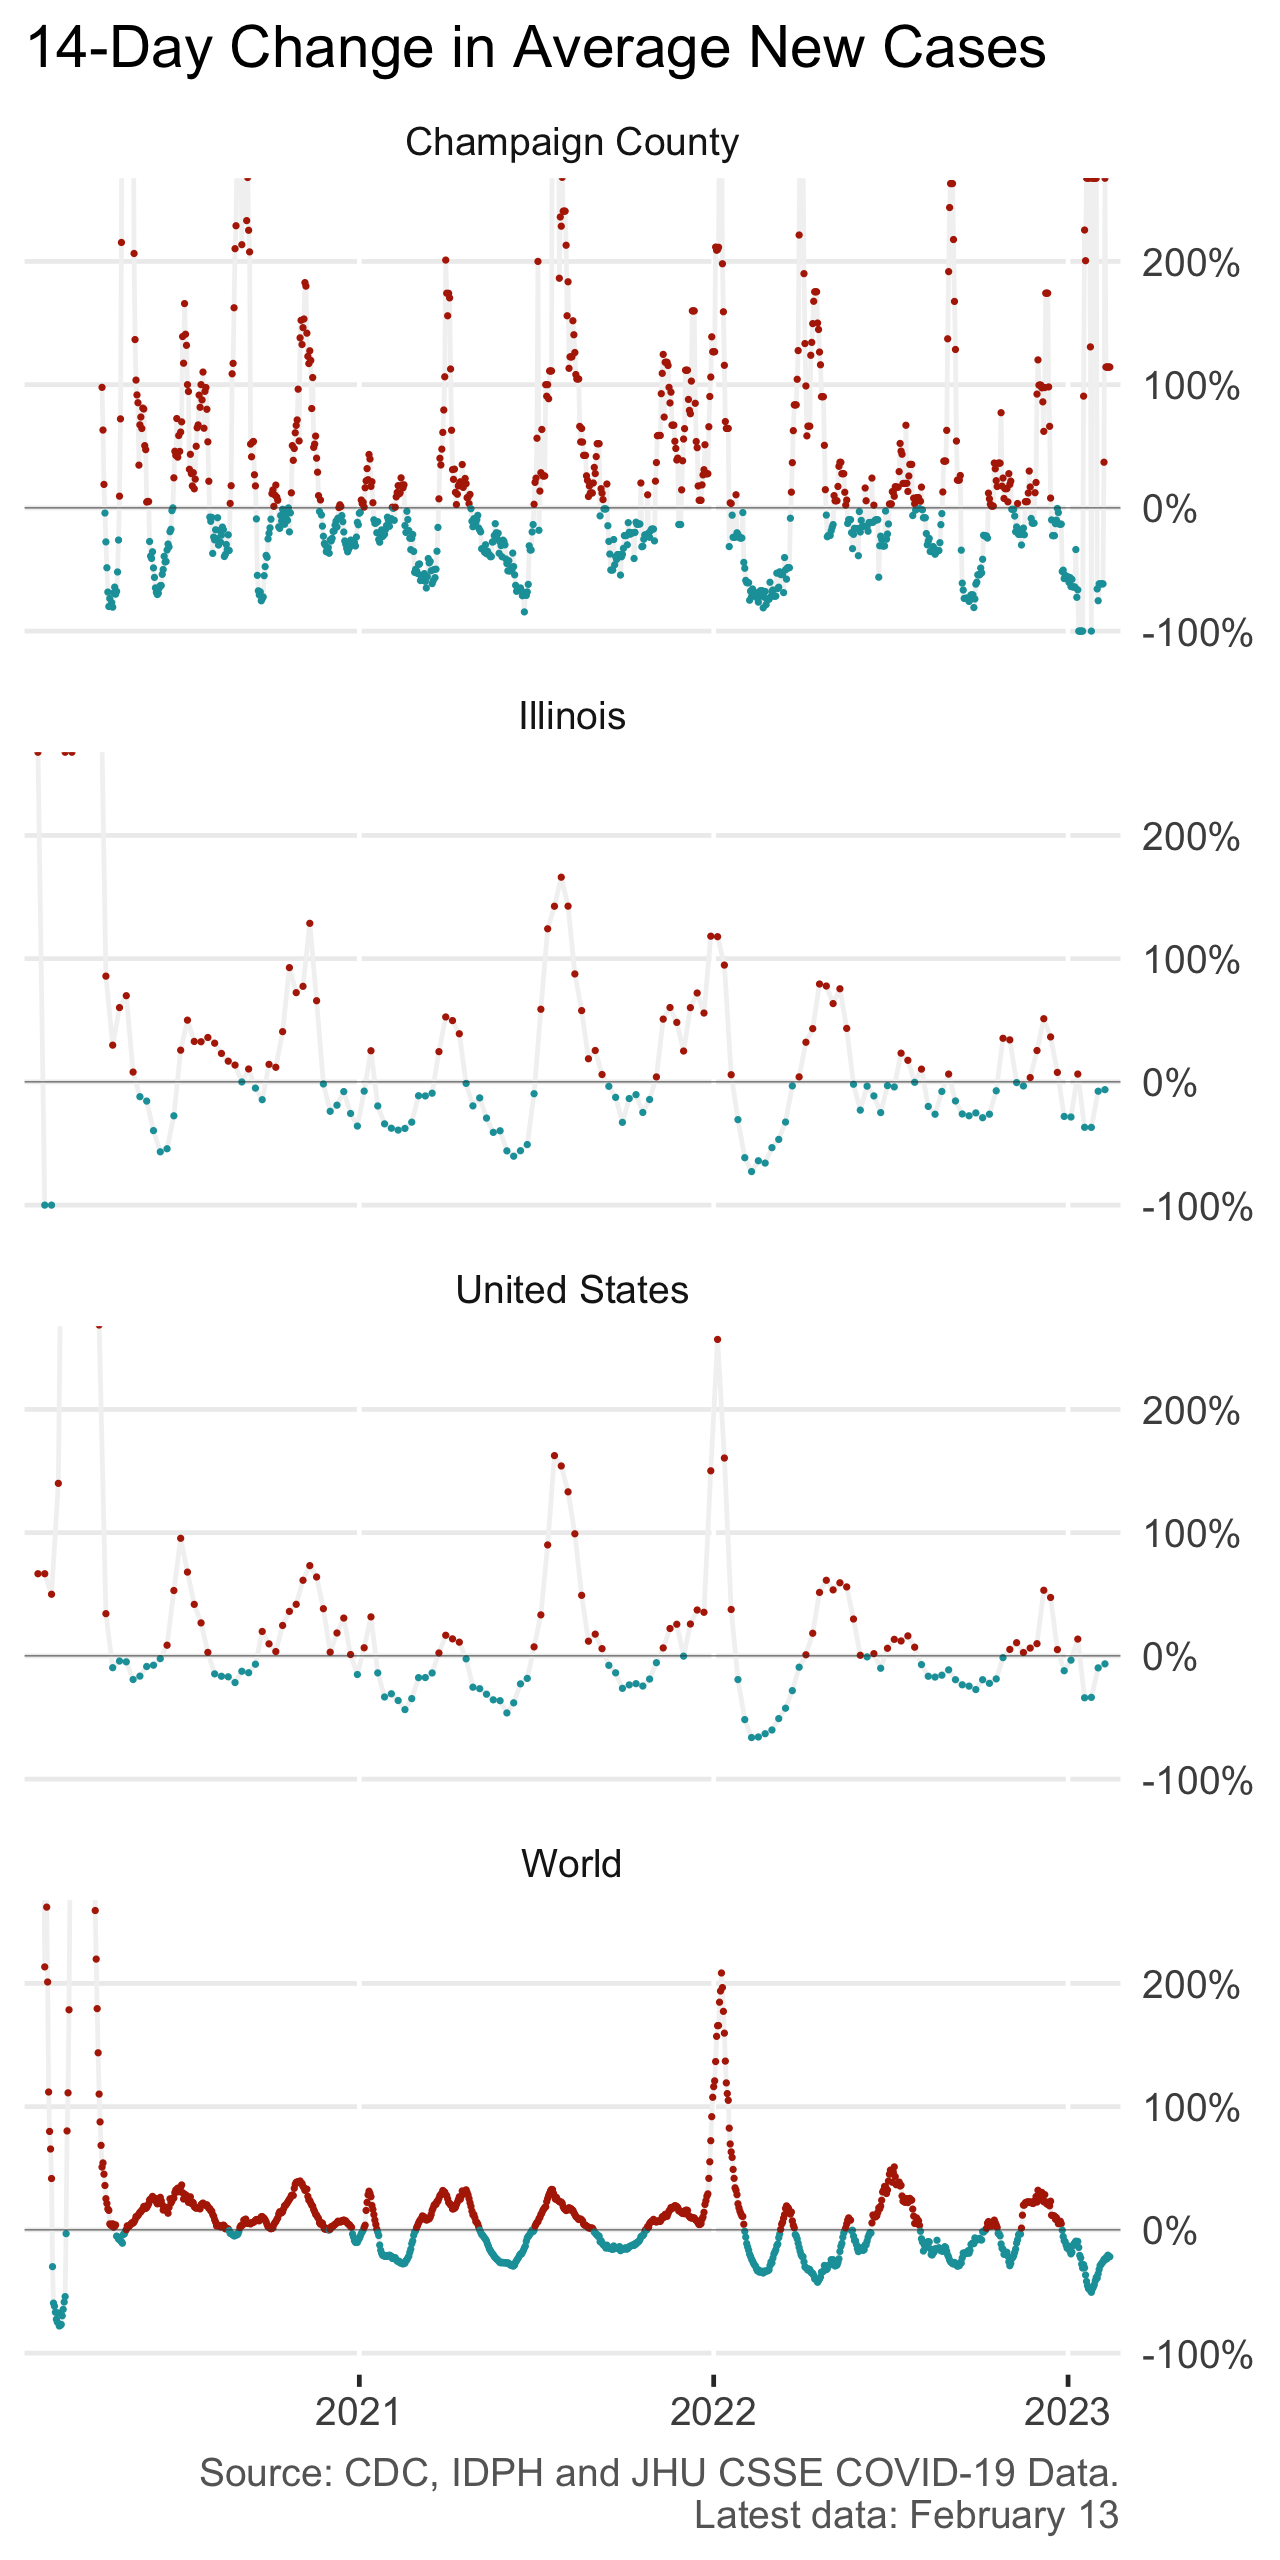 14-Day Change in Average New Cases
Champaign County
200%
100%
0%
-100%
Illinois
200%
100%
0%
-100%
United States
200%
100%
0%
-100%
World
200%
100%
0%
-100%
2021 2022 2023
Source: CDC, IDPH and JHU CSSE COVID-19 Data.
Latest data: February 13